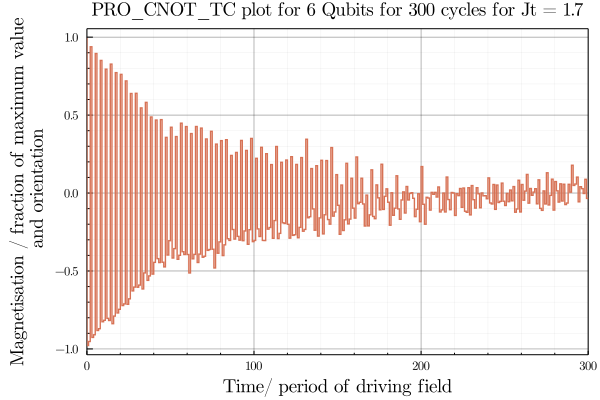 PRO_CNOT_TC plot for 6 Qubits for 300 cycles for Jt = 1.7
Magnetisation / fraction of maximum value
and orientation
1.0
0.5
0.0
−0.5
−1.0
0
100
200
300
Time/ period of driving field